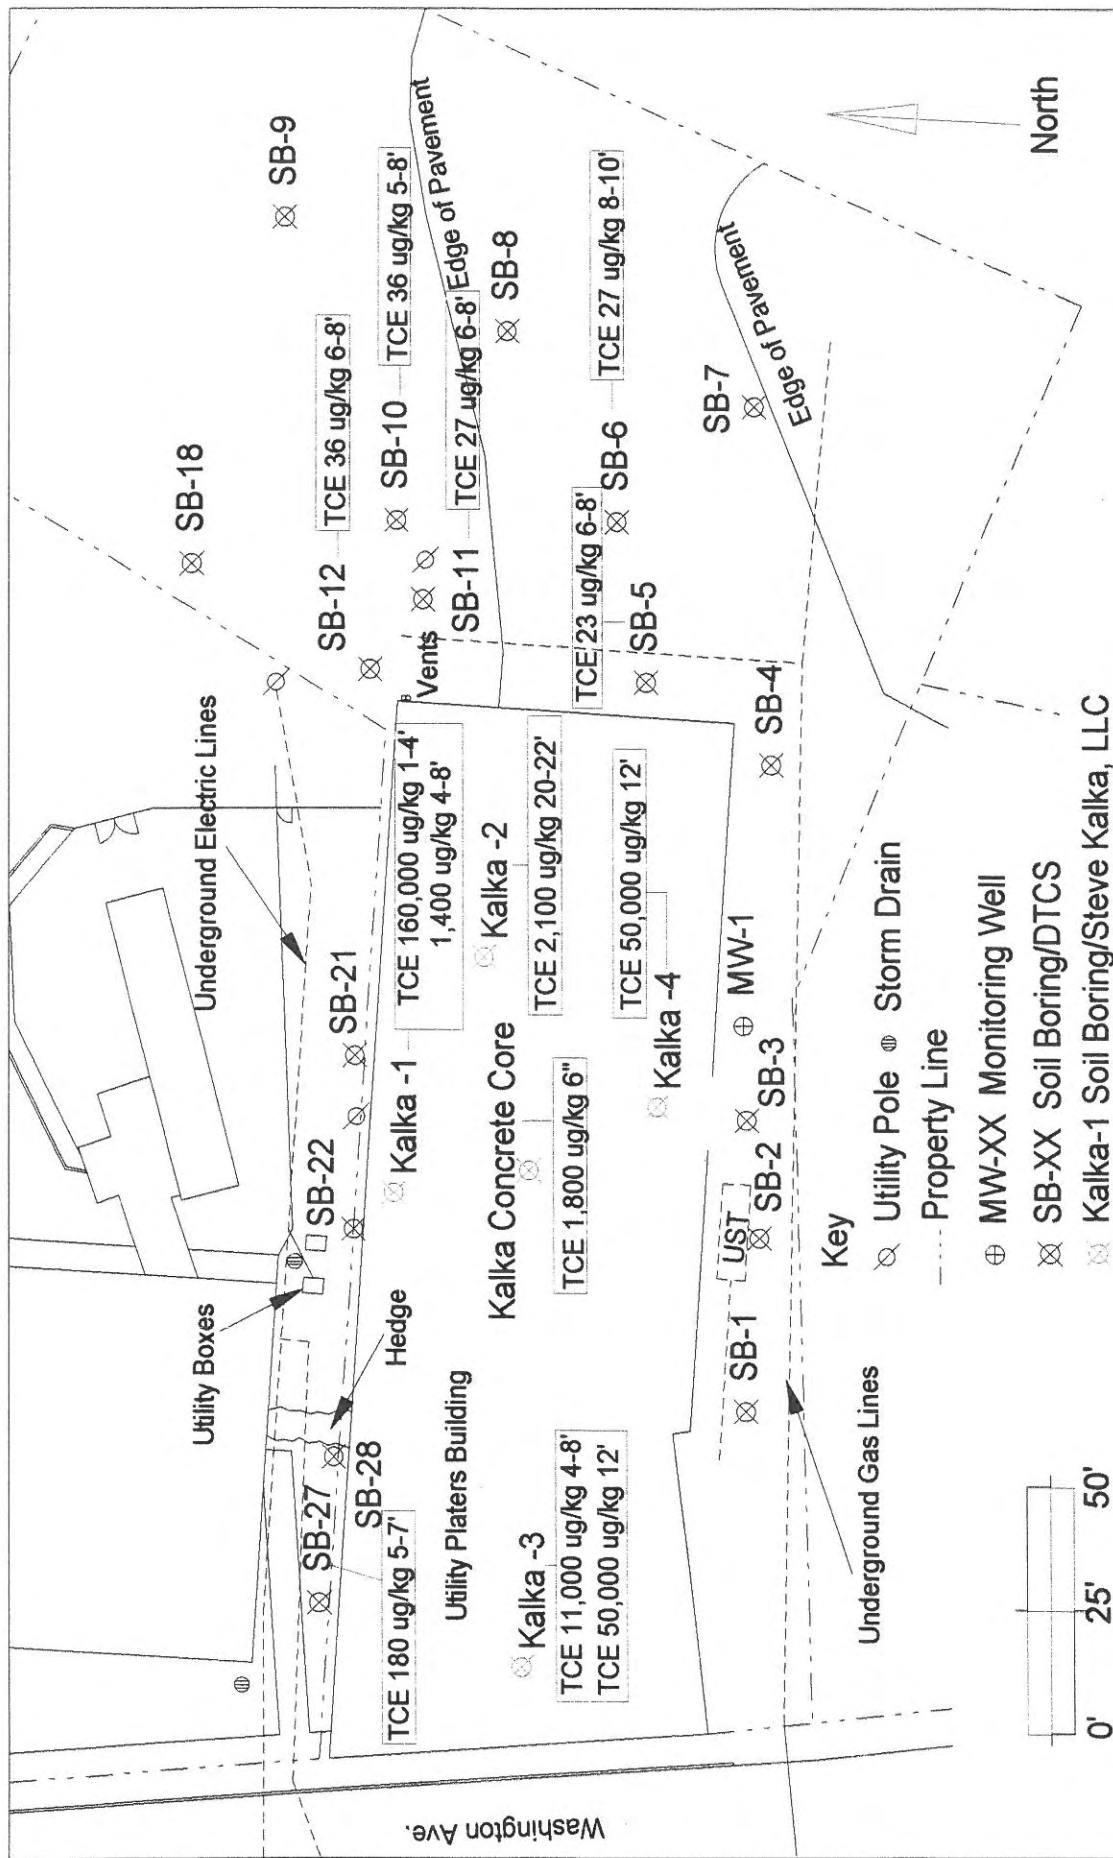 SB-9
SB-18
TCE 36 ug/kg 6-8'
SB-12
TCE 36 ug/kg 5-8'
SB-10
Edge of Pavement
TCE 27 ug/kg 6-8'
SB-11
Vents
SB-8
TCE 27 ug/kg 8-10'
SB-6
TCE 23 ug/kg 6-8'
SB-5
SB-7
Edge of Pavement
SB-4
North
Underground Electric Lines
SB-21
SB-22
Utility Boxes
Hedge
SB-27
SB-28
TCE 180 ug/kg 5-7'
TCE 160,000 ug/kg 1-4'
1,400 ug/kg 4-8'
Kalka -1
Kalka -2
TCE 2,100 ug/kg 20-22'
Kalka Concrete Core
TCE 1,800 ug/kg 6"
TCE 50,000 ug/kg 12'
Kalka -4
Utility Platers Building
Kalka -3
TCE 11,000 ug/kg 4-8'
TCE 50,000 ug/kg 12'
MW-1
SB-3
SB-2
UST
SB-1
Underground Gas Lines
Washington Ave.
Key
Utility Pole
Storm Drain
Property Line
MW-XX Monitoring Well
SB-XX Soil Boring/DTCS
Kalka-1 Soil Boring/Steve Kalka, LLC
0' 25' 50'